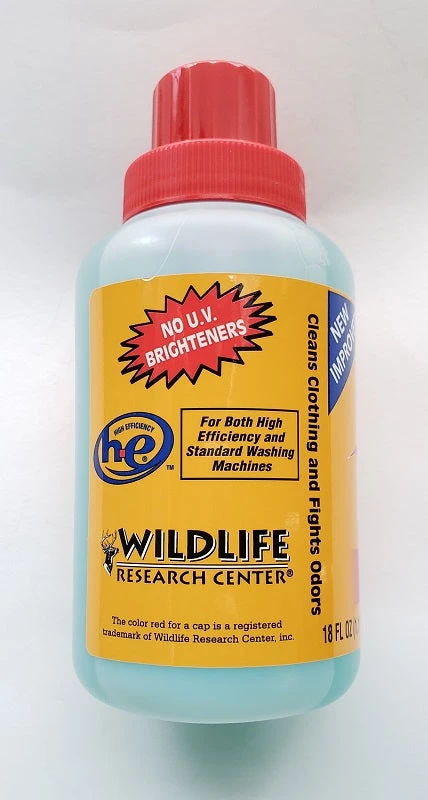 NO U.V.
BRIGHTENERS
NEW
Cleans Clothing and Fights Odors
HIGH EFFICIENCY
he®
TM
For Both High
Efficiency and
Standard Washing
Machines
WILDLIFE
RESEARCH CENTER®
The color red for a cap is a registered
trademark of Wildlife Research Center, inc.
18 FL OZ